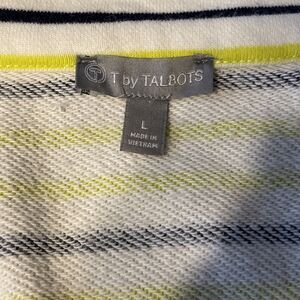 T by TALBOTS
L
MADE IN
VIETNAM